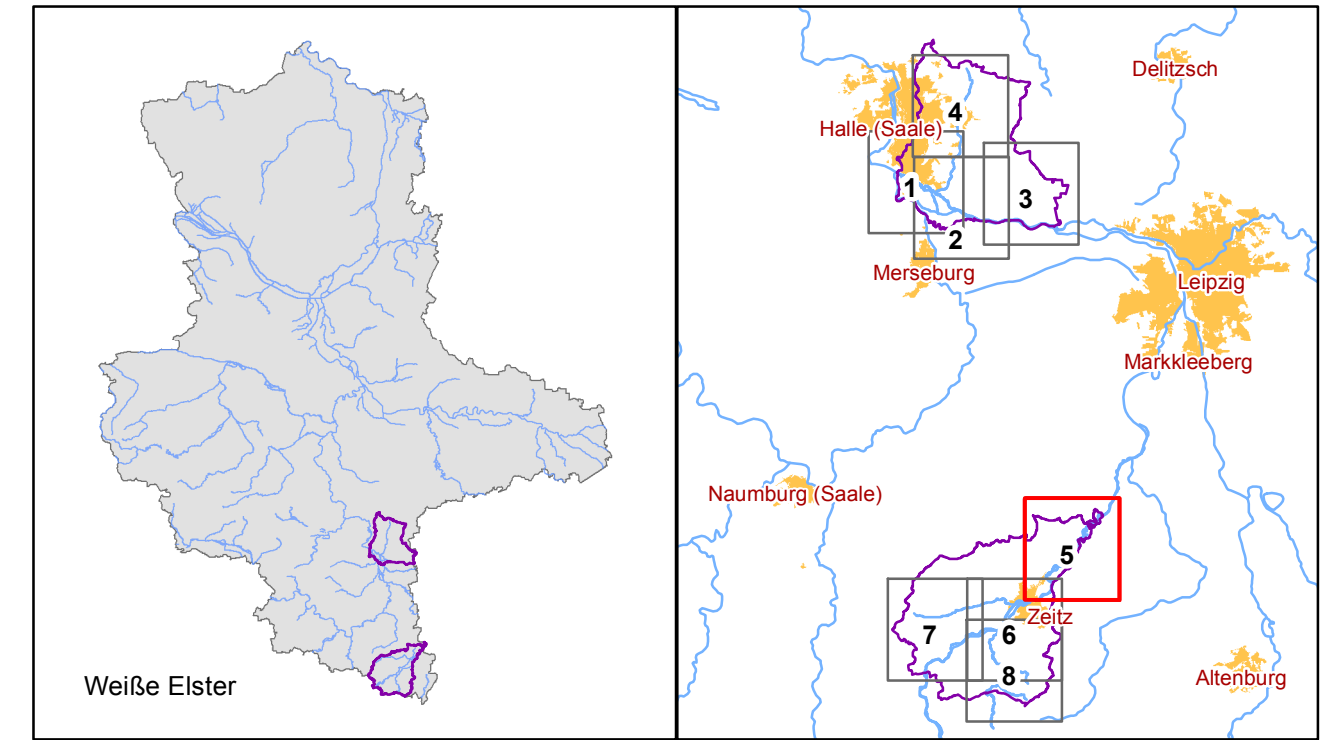 Weiße Elster
Delitzsch
4
Halle (Saale)
1
3
2
Merseburg
Leipzig
Markkleeberg
Naumburg (Saale)
5
Zeitz
7
6
8
Altenburg